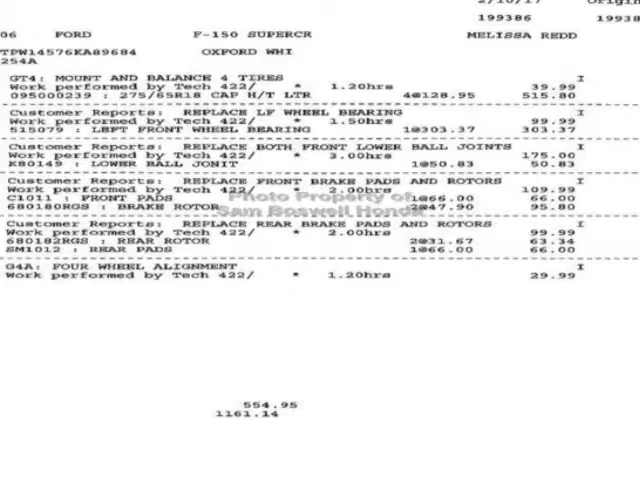 2/10/17 Origin
199386 19938
06 FORD F-150 SUPERCR MELISSA REDD
TPW14576KA89684 OXFORD WHI
254A
GT4: MOUNT AND BALANCE 4 TIRES I
Work performed by Tech 422/ * 1.20hrs 39.99
095000239 : 275/65R18 CAP H/T LTR 4@128.95 515.80
Customer Reports: REPLACE LF WHEEL BEARING I
Work performed by Tech 422/ * 1.50hrs 99.99
515079 : LEFT FRONT WHEEL BEARING 1@303.37 303.37
Customer Reports: REPLACE BOTH FRONT LOWER BALL JOINTS I
Work performed by Tech 422/ * 3.00hrs 175.00
K80149 : LOWER BALL JONIT 1@50.83 50.83
Customer Reports: REPLACE FRONT BRAKE PADS AND ROTORS I
Work performed by Tech 422/ * 2.00hrs 109.99
C1011 : FRONT PADS 1@66.00 66.00
680180RGS : BRAKE ROTOR 2@47.90 95.80
Photo Property of
Sam Boswell Honda
Customer Reports: REPLACE REAR BRAKE PADS AND ROTORS I
Work performed by Tech 422/ * 2.00hrs 99.99
680182RGS : REAR ROTOR 2@31.67 63.34
SM1012 : REAR PADS 1@66.00 66.00
G4A: FOUR WHEEL ALIGNMENT I
Work performed by Tech 422/ * 1.20hrs 29.99
554.95
1161.14